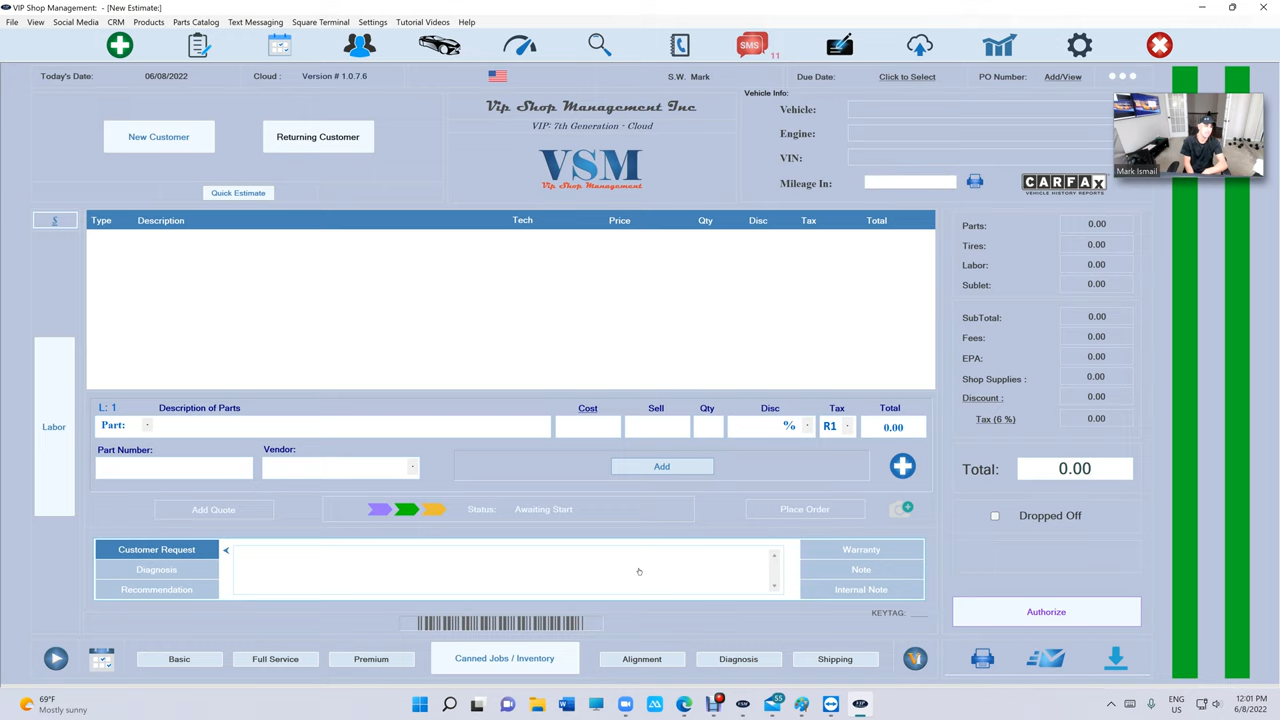 VIP Shop Management: - [New Estimate:]
File View Social Media CRM Products Parts Catalog Text Messaging Square Terminal Settings Tutorial Videos Help
SMS 11
Today's Date: 06/08/2022 Cloud : Version # 1.0.7.6 S.W. Mark Due Date: Click to Select PO Number: Add/View
Vehicle Info:
Vip Shop Management Inc
VIP: 7th Generation - Cloud
VSM
Vip Shop Management
New Customer Returning Customer
Quick Estimate
Vehicle:
Engine:
VIN:
Mileage In:
CARFAX
VEHICLE HISTORY REPORTS
Mark Ismail
S Type Description Tech Price Qty Disc Tax Total
Labor
Parts: 0.00
Tires: 0.00
Labor: 0.00
Sublet: 0.00
SubTotal: 0.00
Fees: 0.00
EPA: 0.00
Shop Supplies : 0.00
Discount : 0.00
Tax (6 %) 0.00
Total: 0.00
Dropped Off
Authorize
L: 1 Description of Parts Cost Sell Qty Disc Tax Total
Part: % R1 0.00
Part Number: Vendor:
Add
Add Quote Status: Awaiting Start Place Order
Customer Request Warranty
Diagnosis Note
Recommendation Internal Note
KEYTAG:
Basic Full Service Premium Canned Jobs / Inventory Alignment Diagnosis Shipping
69°F
Mostly sunny
55
ENG
US
12:01 PM
6/8/2022